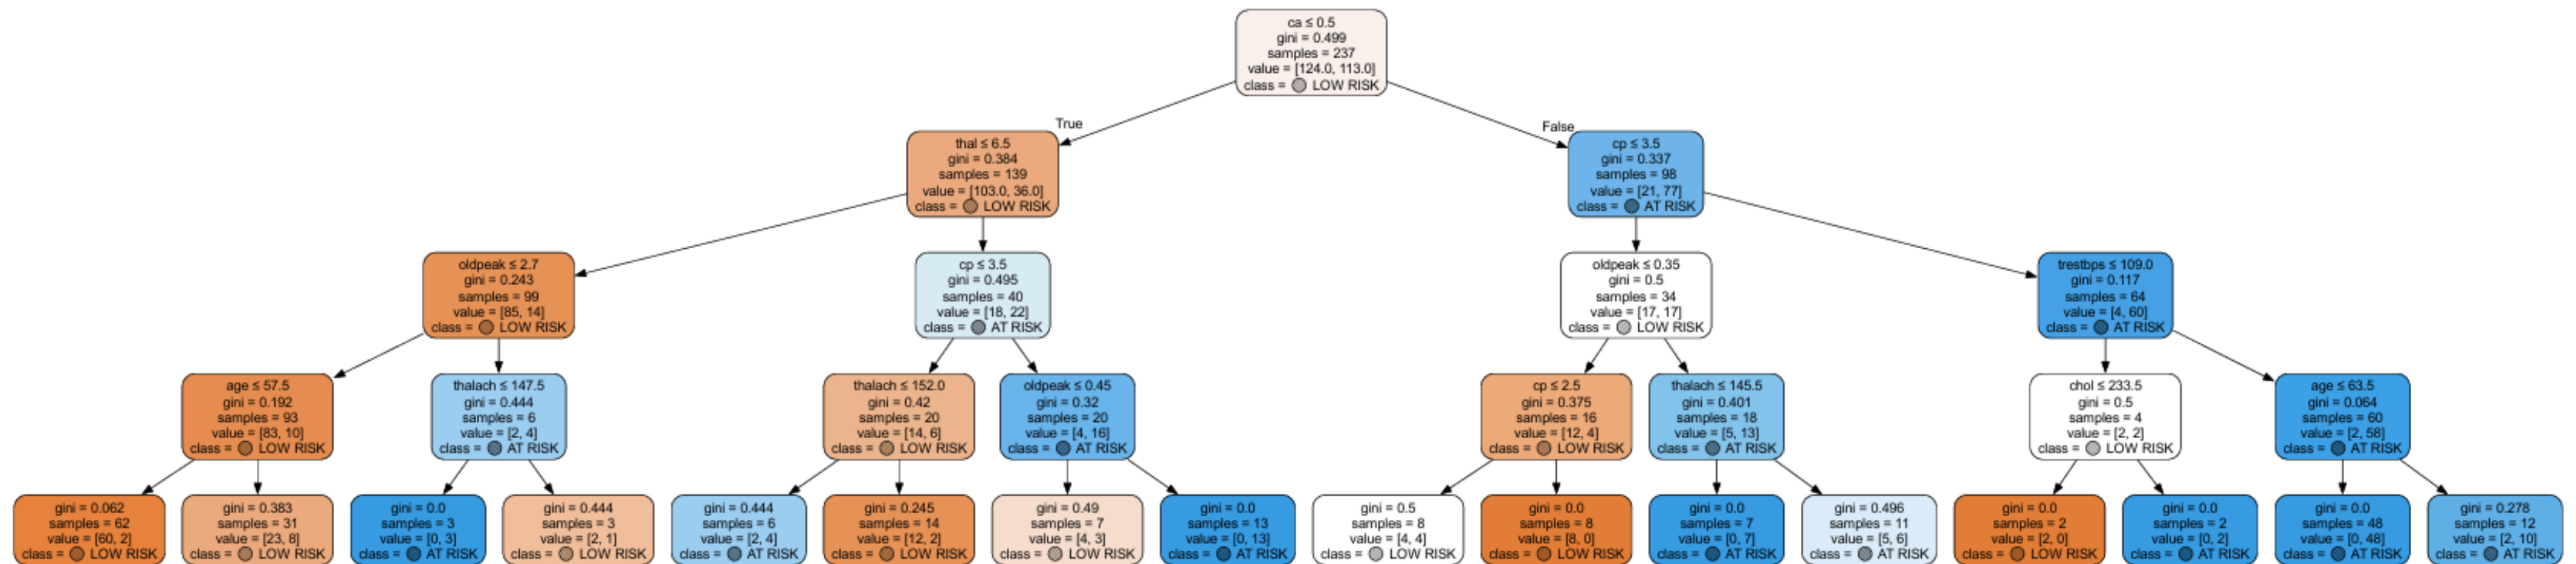 ca ≤ 0.5
gini = 0.499
samples = 237
value = [124.0, 113.0]
class = LOW RISK
True
False
thal ≤ 6.5
gini = 0.384
samples = 139
value = [103.0, 36.0]
class = LOW RISK
cp ≤ 3.5
gini = 0.337
samples = 98
value = [21, 77]
class = AT RISK
oldpeak ≤ 2.7
gini = 0.243
samples = 99
value = [85, 14]
class = LOW RISK
cp ≤ 3.5
gini = 0.495
samples = 40
value = [18, 22]
class = AT RISK
oldpeak ≤ 0.35
gini = 0.5
samples = 34
value = [17, 17]
class = LOW RISK
trestbps ≤ 109.0
gini = 0.117
samples = 64
value = [4, 60]
class = AT RISK
age ≤ 57.5
gini = 0.192
samples = 93
value = [83, 10]
class = LOW RISK
thalach ≤ 147.5
gini = 0.444
samples = 6
value = [2, 4]
class = AT RISK
thalach ≤ 152.0
gini = 0.42
samples = 20
value = [14, 6]
class = LOW RISK
oldpeak ≤ 0.45
gini = 0.32
samples = 20
value = [4, 16]
class = AT RISK
cp ≤ 2.5
gini = 0.375
samples = 16
value = [12, 4]
class = LOW RISK
thalach ≤ 145.5
gini = 0.401
samples = 18
value = [5, 13]
class = AT RISK
chol ≤ 233.5
gini = 0.5
samples = 4
value = [2, 2]
class = LOW RISK
age ≤ 63.5
gini = 0.064
samples = 60
value = [2, 58]
class = AT RISK
gini = 0.062
samples = 62
value = [60, 2]
class = LOW RISK
gini = 0.383
samples = 31
value = [23, 8]
class = LOW RISK
gini = 0.0
samples = 3
value = [0, 3]
class = AT RISK
gini = 0.444
samples = 3
value = [2, 1]
class = LOW RISK
gini = 0.444
samples = 6
value = [2, 4]
class = AT RISK
gini = 0.245
samples = 14
value = [12, 2]
class = LOW RISK
gini = 0.49
samples = 7
value = [4, 3]
class = LOW RISK
gini = 0.0
samples = 13
value = [0, 13]
class = AT RISK
gini = 0.5
samples = 8
value = [4, 4]
class = LOW RISK
gini = 0.0
samples = 8
value = [8, 0]
class = LOW RISK
gini = 0.0
samples = 7
value = [0, 7]
class = AT RISK
gini = 0.496
samples = 11
value = [5, 6]
class = AT RISK
gini = 0.0
samples = 2
value = [2, 0]
class = LOW RISK
gini = 0.0
samples = 2
value = [0, 2]
class = AT RISK
gini = 0.0
samples = 48
value = [0, 48]
class = AT RISK
gini = 0.278
samples = 12
value = [2, 10]
class = AT RISK